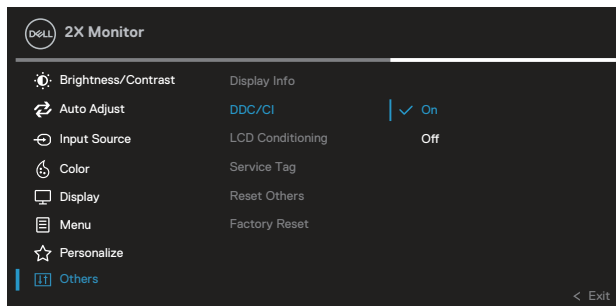 DELL 2X Monitor
Brightness/Contrast Display Info
Auto Adjust DDC/CI On
Input Source LCD Conditioning Off
Color Service Tag
Display Reset Others
Menu Factory Reset
Personalize
Others
< Exit